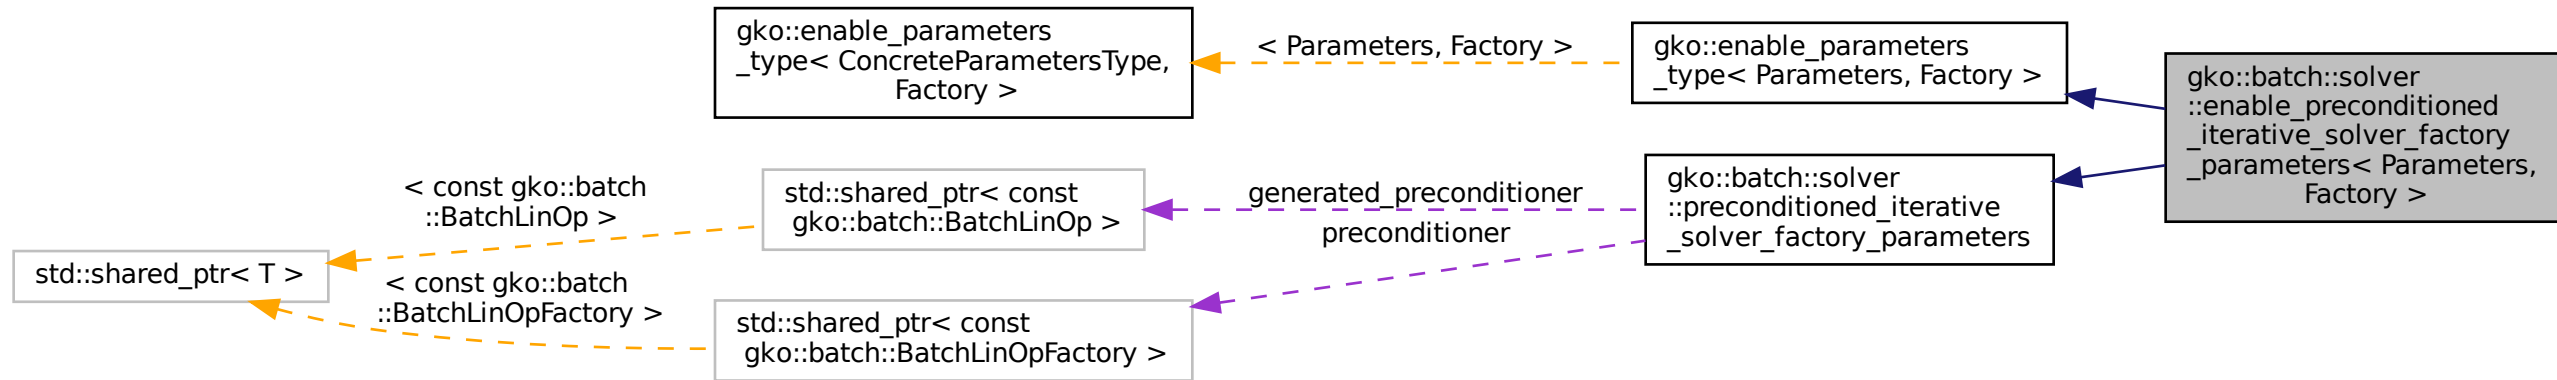 gko::enable_parameters
_type< ConcreteParametersType,
Factory >
< Parameters, Factory >
gko::enable_parameters
_type< Parameters, Factory >
gko::batch::solver
::enable_preconditioned
_iterative_solver_factory
_parameters< Parameters,
Factory >
< const gko::batch
::BatchLinOp >
std::shared_ptr< const
gko::batch::BatchLinOp >
generated_preconditioner
preconditioner
gko::batch::solver
::preconditioned_iterative
_solver_factory_parameters
std::shared_ptr< T >
< const gko::batch
::BatchLinOpFactory >
std::shared_ptr< const
gko::batch::BatchLinOpFactory >